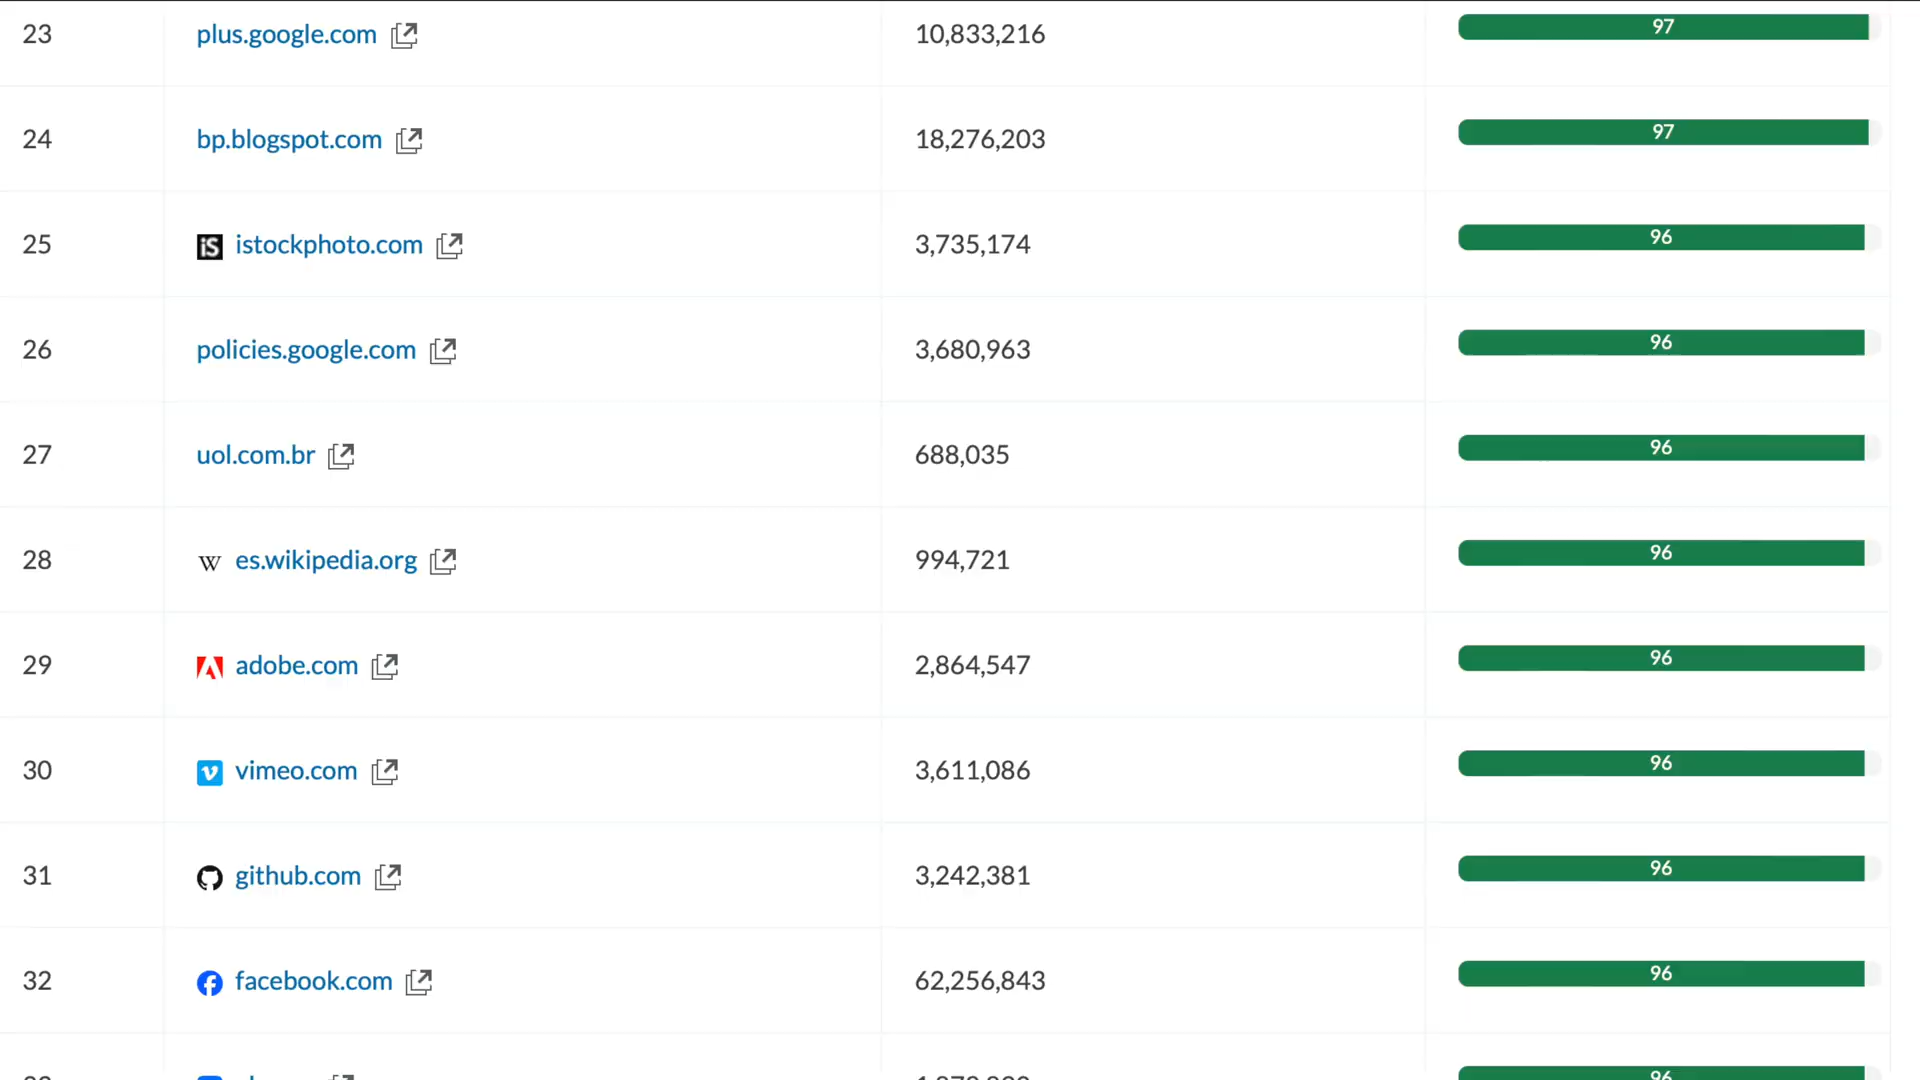 23 plus.google.com 10,833,216 97
24 bp.blogspot.com 18,276,203 97
25 iS istockphoto.com 3,735,174 96
26 policies.google.com 3,680,963 96
27 uol.com.br 688,035 96
28 W es.wikipedia.org 994,721 96
29 adobe.com 2,864,547 96
30 vimeo.com 3,611,086 96
31 github.com 3,242,381 96
32 facebook.com 62,256,843 96
96